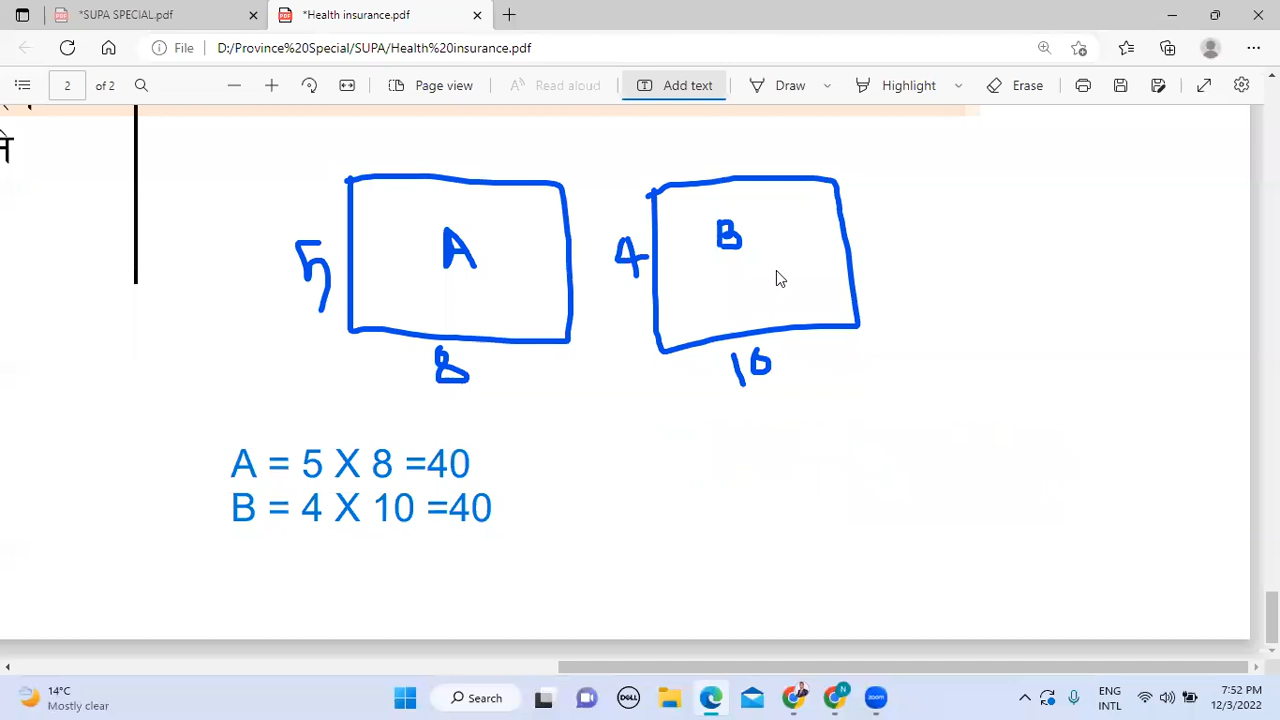 *SUPA SPECIAL.pdf
*Health insurance.pdf
File D:/Province%20Special/SUPA/Health%20insurance.pdf
2 of 2 Page view Read aloud Add text Draw Highlight Erase
A B
5 4
8 10
A = 5 X 8 =40
B = 4 X 10 =40
14°C
Mostly clear
Search
DELL
N
zoom
ENG
INTL
7:52 PM
12/3/2022